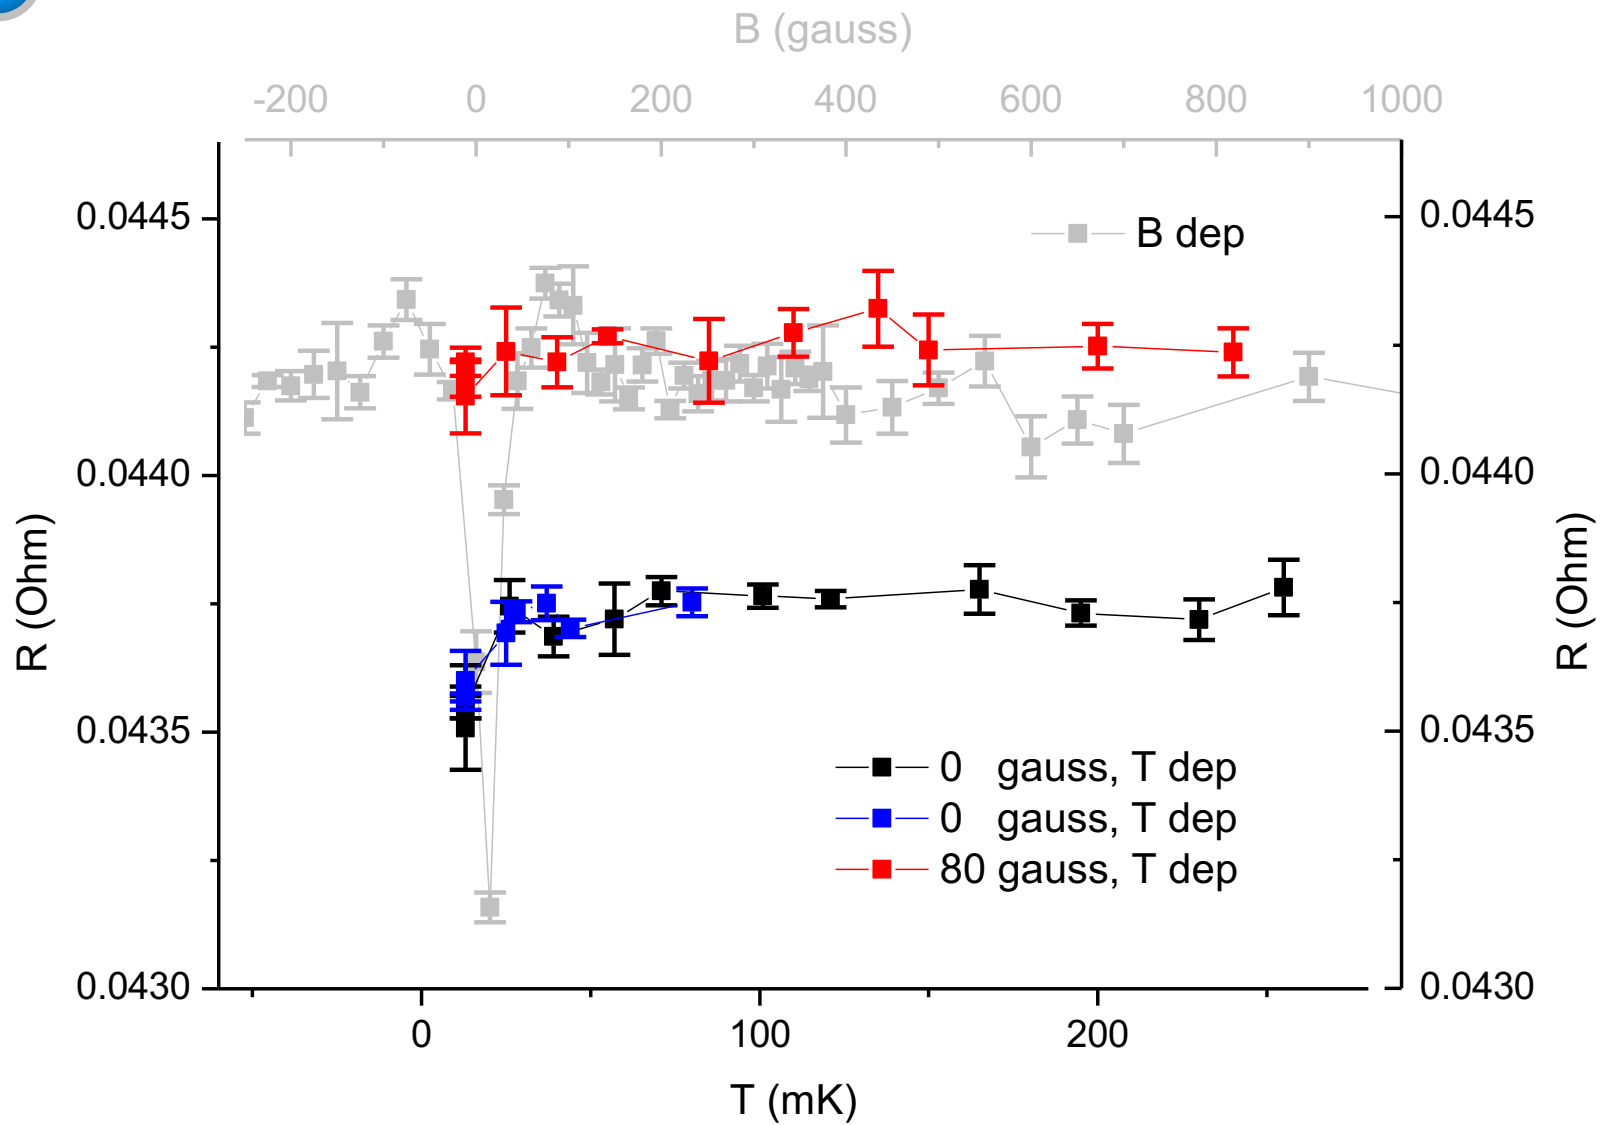 B (gauss)
-200 0 200 400 600 800 1000
0.0445 0.0445
B dep
0.0440 0.0440
R (Ohm) R (Ohm)
0.0435 0.0435
0 gauss, T dep
0 gauss, T dep
80 gauss, T dep
0.0430 0.0430
0 100 200
T (mK)